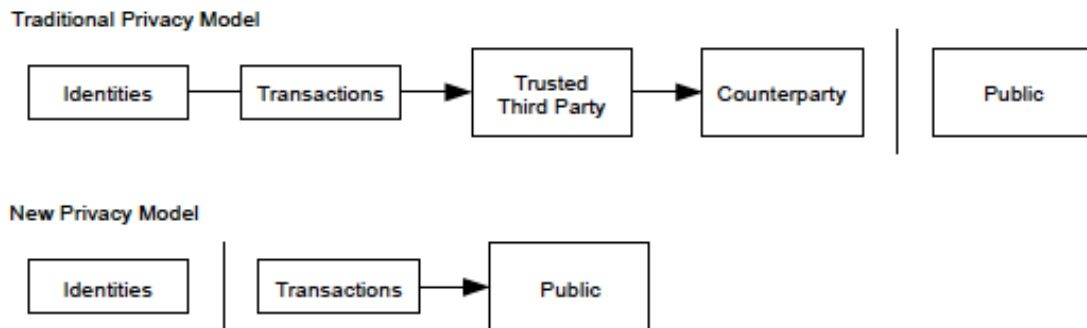 Traditional Privacy Model
Identities
Transactions
Trusted
Third Party
Counterparty
Public
New Privacy Model
Identities
Transactions
Public